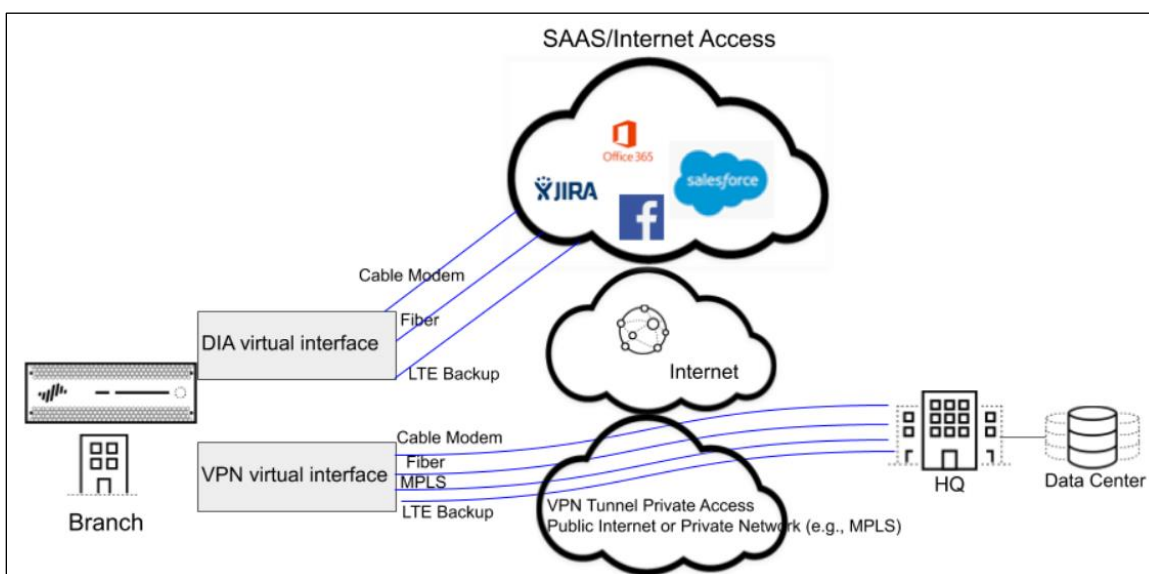 SAAS/Internet Access
Office 365
JIRA
salesforce
Cable Modem
Fiber
DIA virtual interface
LTE Backup
Internet
Cable Modem
Fiber
MPLS
VPN virtual interface
LTE Backup
VPN Tunnel Private Access
Public Internet or Private Network (e.g., MPLS)
Branch
HQ
Data Center